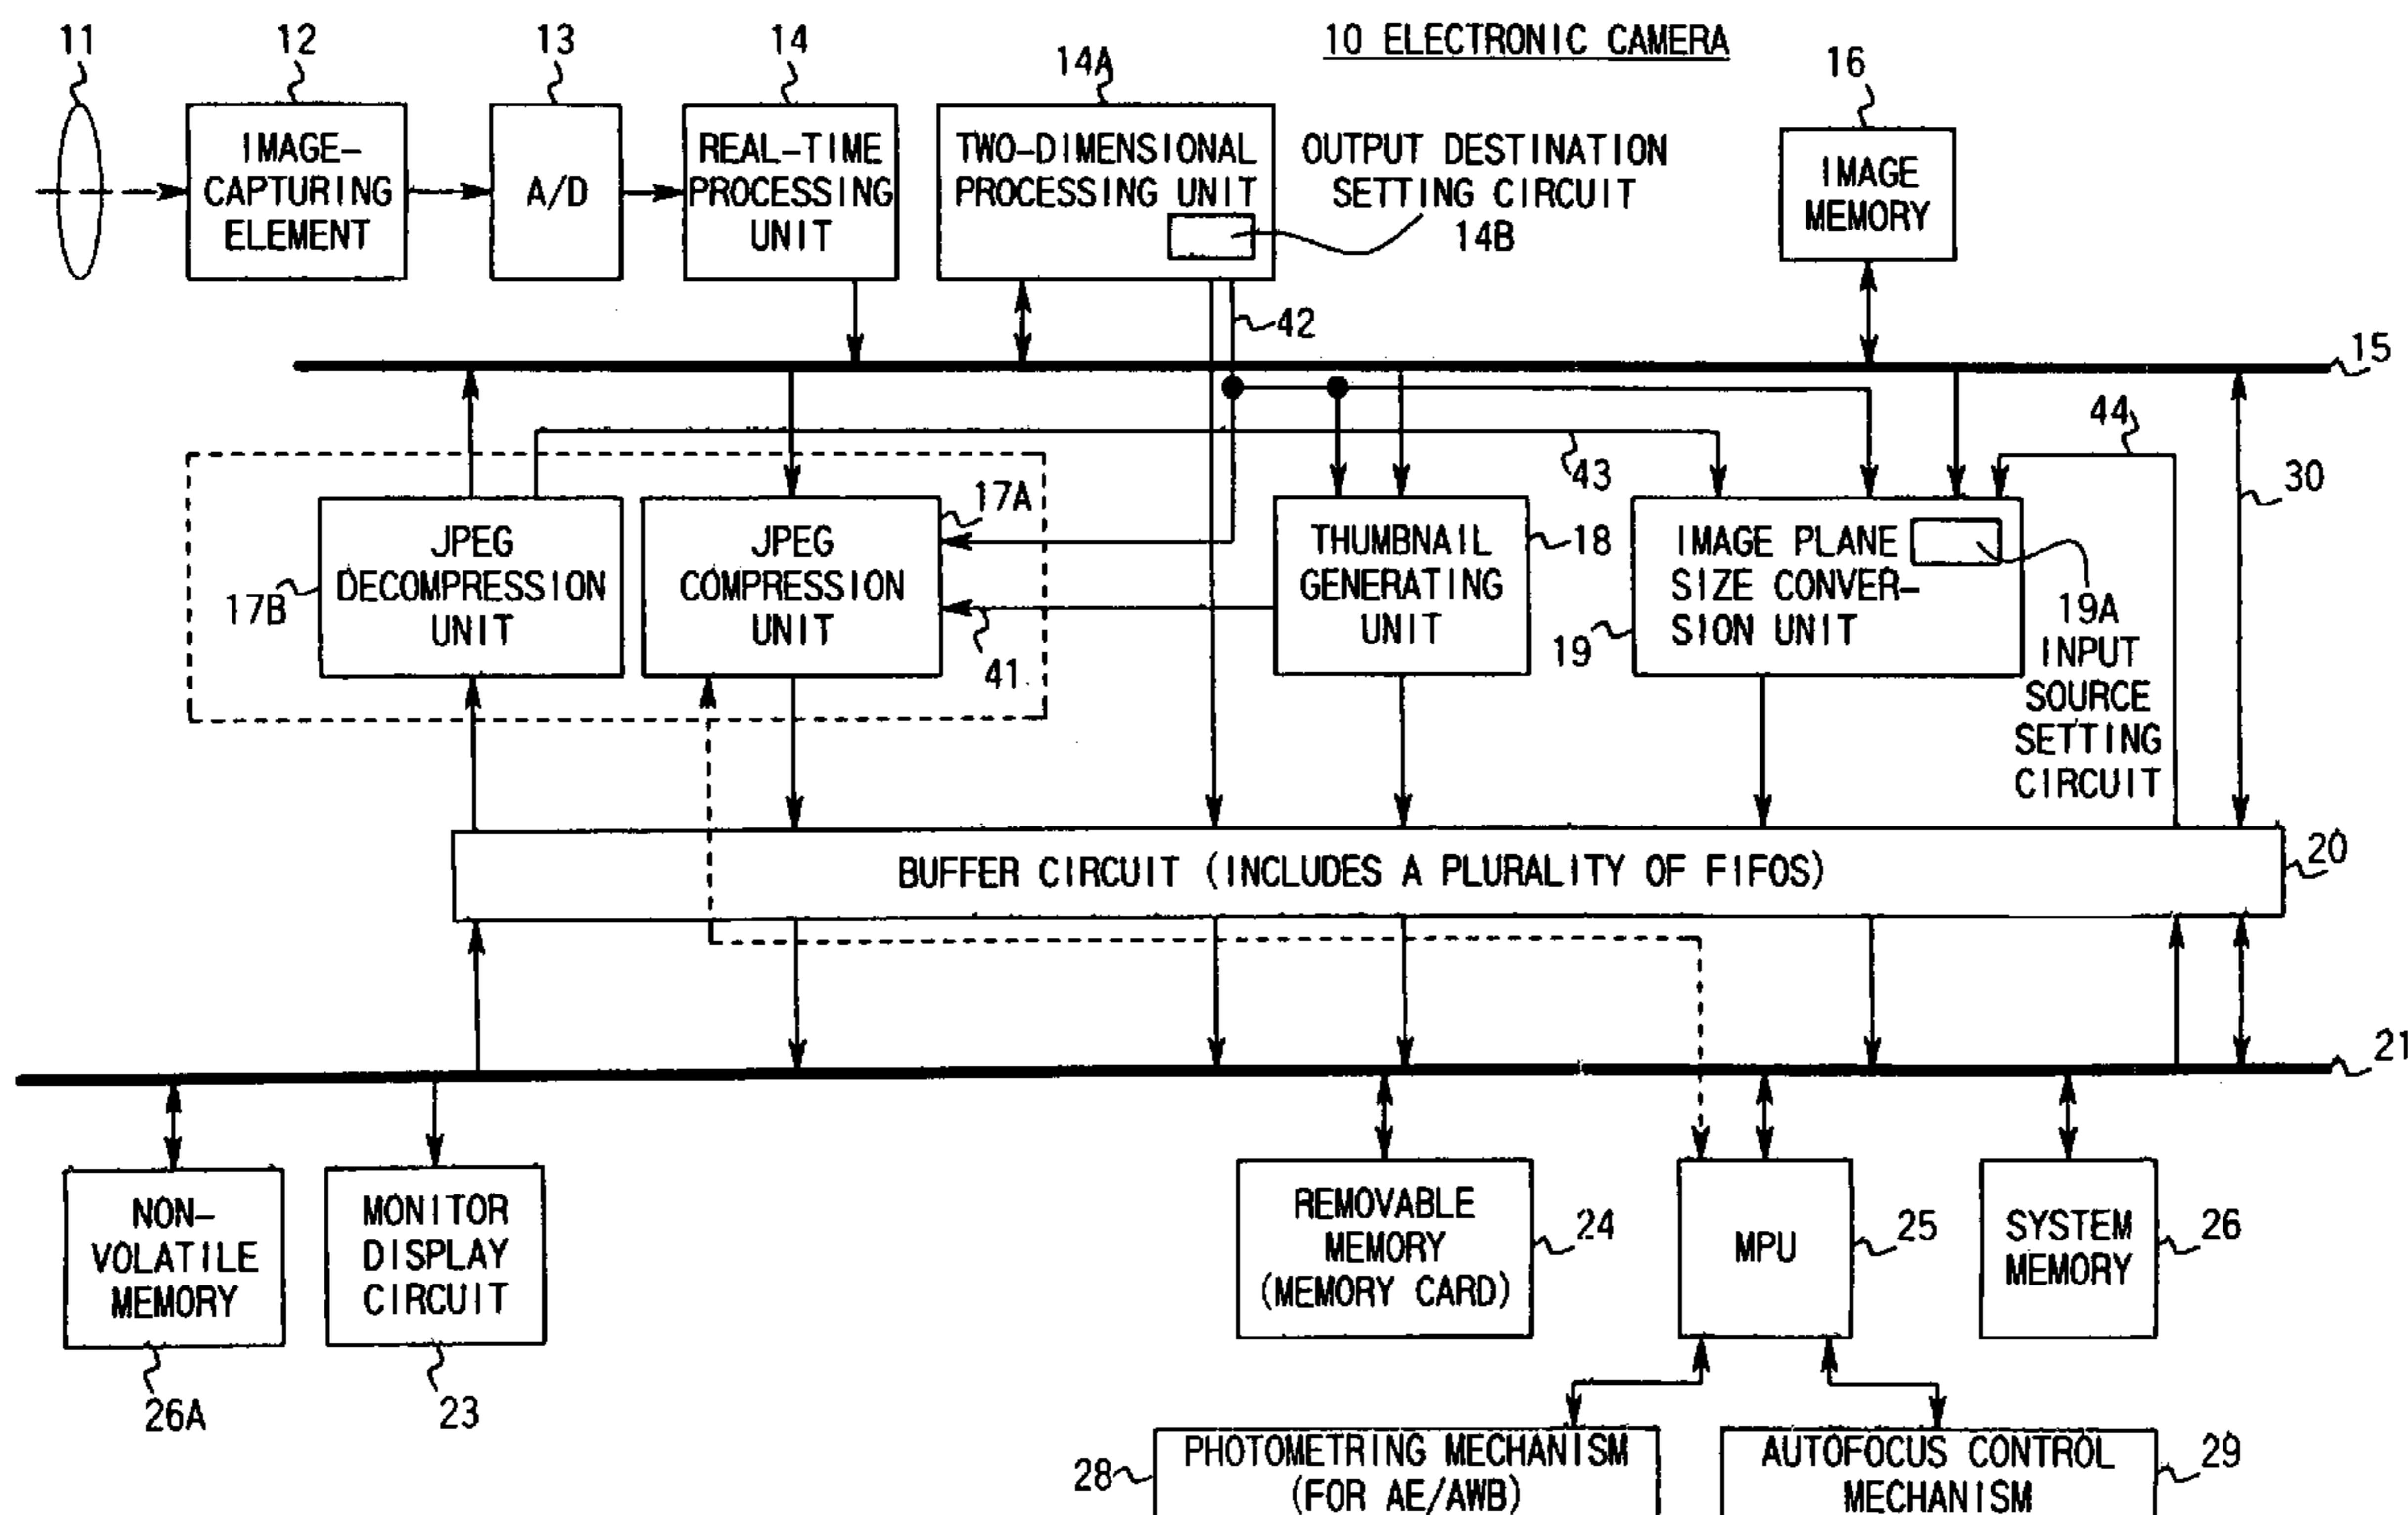 10 ELECTRONIC CAMERA
11
12
13
14
14A
16
IMAGE-
CAPTURING
ELEMENT
A/D
REAL-TIME
PROCESSING
UNIT
TWO-DIMENSIONAL
PROCESSING UNIT
OUTPUT DESTINATION
SETTING CIRCUIT
14B
IMAGE
MEMORY
42
15
43
44
30
17A
17B
JPEG
DECOMPRESSION
UNIT
JPEG
COMPRESSION
UNIT
41
THUMBNAIL
GENERATING
UNIT
18
IMAGE PLANE
SIZE CONVER-
SION UNIT
19
19A
INPUT
SOURCE
SETTING
CIRCUIT
BUFFER CIRCUIT (INCLUDES A PLURALITY OF FIFOS)
20
21
NON-
VOLATILE
MEMORY
26A
MONITOR
DISPLAY
CIRCUIT
23
REMOVABLE
MEMORY
(MEMORY CARD)
24
MPU
25
SYSTEM
MEMORY
26
28
PHOTOMETRING MECHANISM
(FOR AE/AWB)
AUTOFOCUS CONTROL
MECHANISM
29